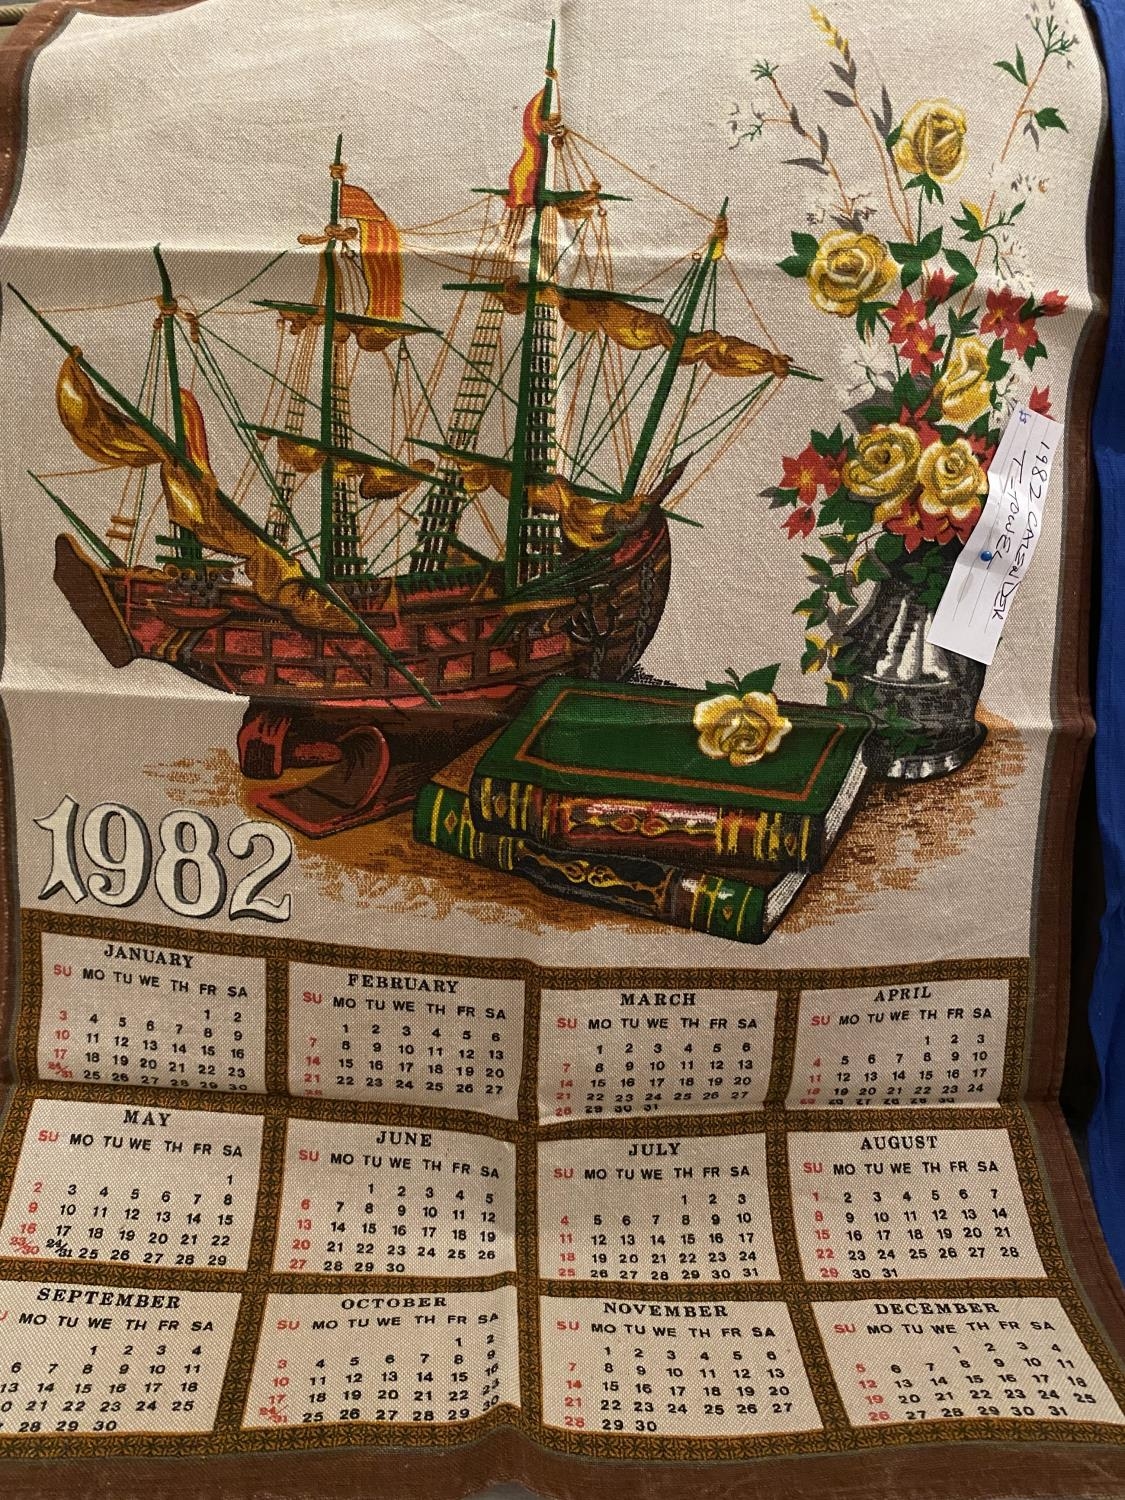 $5
1982 CALENDER
T-TOWEL
1982
JANUARY
SU MO TU WE TH FR SA
1 2
3 4 5 6 7 8 9
10 11 12 13 14 15 16
17 18 19 20 21 22 23
24/31 25 26 27 28 29 30
FEBRUARY
SU MO TU WE TH FR SA
1 2 3 4 5 6
7 8 9 10 11 12 13
14 15 16 17 18 19 20
21 22 23 24 25 26 27
28
MARCH
SU MO TU WE TH FR SA
1 2 3 4 5 6
7 8 9 10 11 12 13
14 15 16 17 18 19 20
21 22 23 24 25 26 27
28 29 30 31
APRIL
SU MO TU WE TH FR SA
1 2 3
4 5 6 7 8 9 10
11 12 13 14 15 16 17
18 19 20 21 22 23 24
25 26 27 28 29 30
MAY
SU MO TU WE TH FR SA
1
2 3 4 5 6 7 8
9 10 11 12 13 14 15
16 17 18 19 20 21 22
23/30 24/31 25 26 27 28 29
JUNE
SU MO TU WE TH FR SA
1 2 3 4 5
6 7 8 9 10 11 12
13 14 15 16 17 18 19
20 21 22 23 24 25 26
27 28 29 30
JULY
SU MO TU WE TH FR SA
1 2 3
4 5 6 7 8 9 10
11 12 13 14 15 16 17
18 19 20 21 22 23 24
25 26 27 28 29 30 31
AUGUST
SU MO TU WE TH FR SA
1 2 3 4 5 6 7
8 9 10 11 12 13 14
15 16 17 18 19 20 21
22 23 24 25 26 27 28
29 30 31
SEPTEMBER
U MO TU WE TH FR SA
1 2 3 4
6 7 8 9 10 11
13 14 15 16 17 18
0 21 22 23 24 25
28 29 30
OCTOBER
SU MO TU WE TH FR SA
1 2
3 4 5 6 7 8 9
10 11 12 13 14 15 16
17 18 19 20 21 22 23
24/31 25 26 27 28 29 30
NOVEMBER
SU MO TU WE TH FR SA
1 2 3 4 5 6
7 8 9 10 11 12 13
14 15 16 17 18 19 20
21 22 23 24 25 26 27
28 29 30
DECEMBER
SU MO TU WE TH FR SA
1 2 3 4
5 6 7 8 9 10 11
12 13 14 15 16 17 18
19 20 21 22 23 24 25
26 27 28 29 30 31